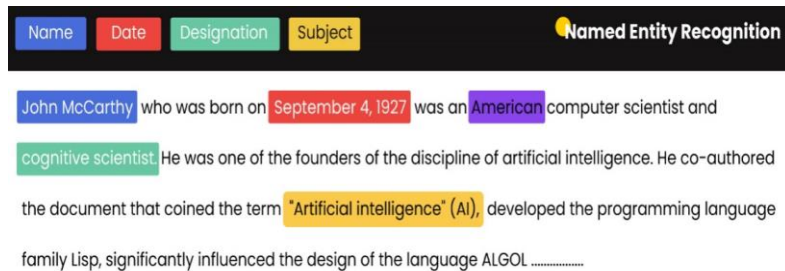 Name Date Designation Subject Named Entity Recognition
John McCarthy who was born on September 4, 1927 was an American computer scientist and
cognitive scientist. He was one of the founders of the discipline of artificial intelligence. He co-authored
the document that coined the term "Artificial intelligence" (AI), developed the programming language
family Lisp, significantly influenced the design of the language ALGOL .................